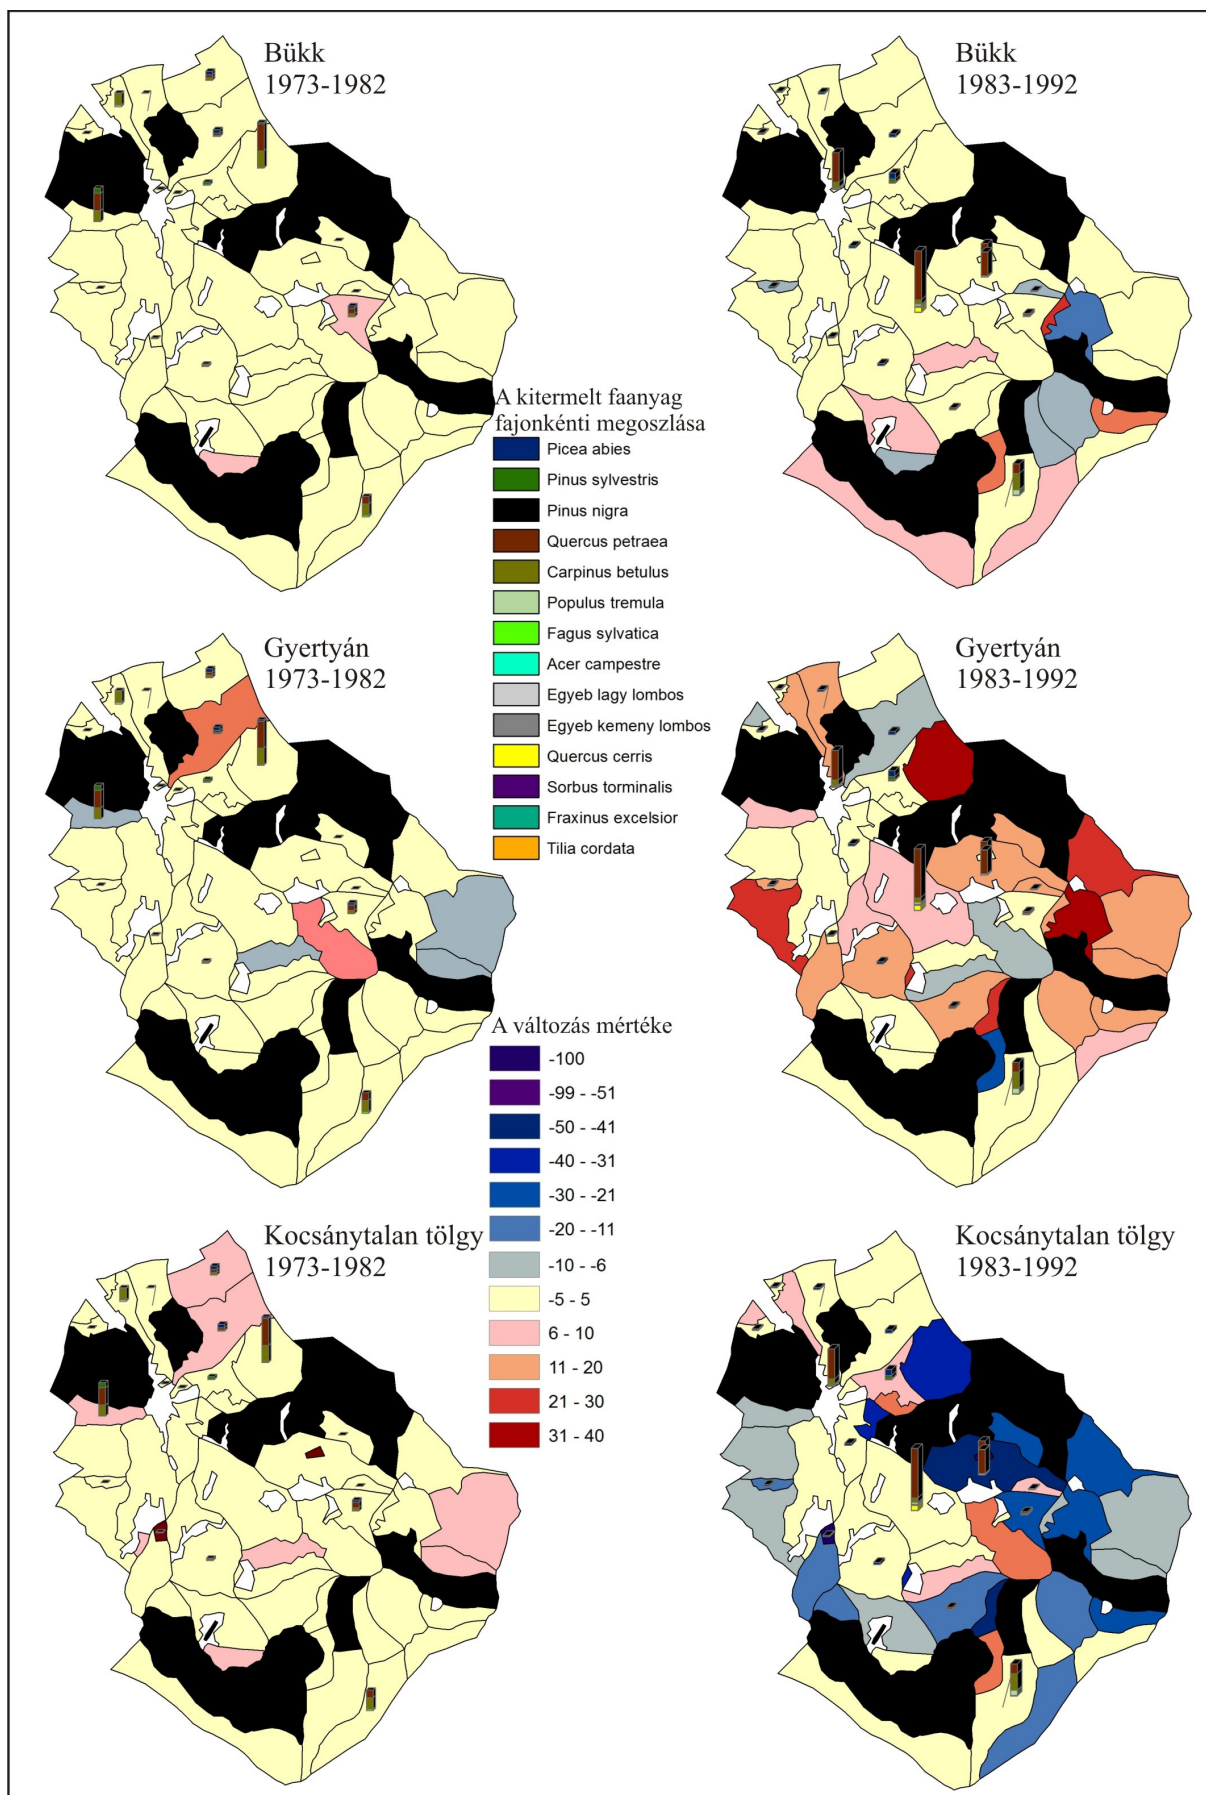 Bükk
1973-1982
Bükk
1983-1992
A kitermelt faanyag
fajonkénti megoszlása
Picea abies
Pinus sylvestris
Pinus nigra
Quercus petraea
Carpinus betulus
Populus tremula
Fagus sylvatica
Acer campestre
Egyeb lagy lombos
Egyeb kemeny lombos
Quercus cerris
Sorbus torminalis
Fraxinus excelsior
Tilia cordata
Gyertyán
1973-1982
Gyertyán
1983-1992
A változás mértéke
-100
-99 - -51
-50 - -41
-40 - -31
-30 - -21
-20 - -11
-10 - -6
-5 - 5
6 - 10
11 - 20
21 - 30
31 - 40
Kocsánytalan tölgy
1973-1982
Kocsánytalan tölgy
1983-1992